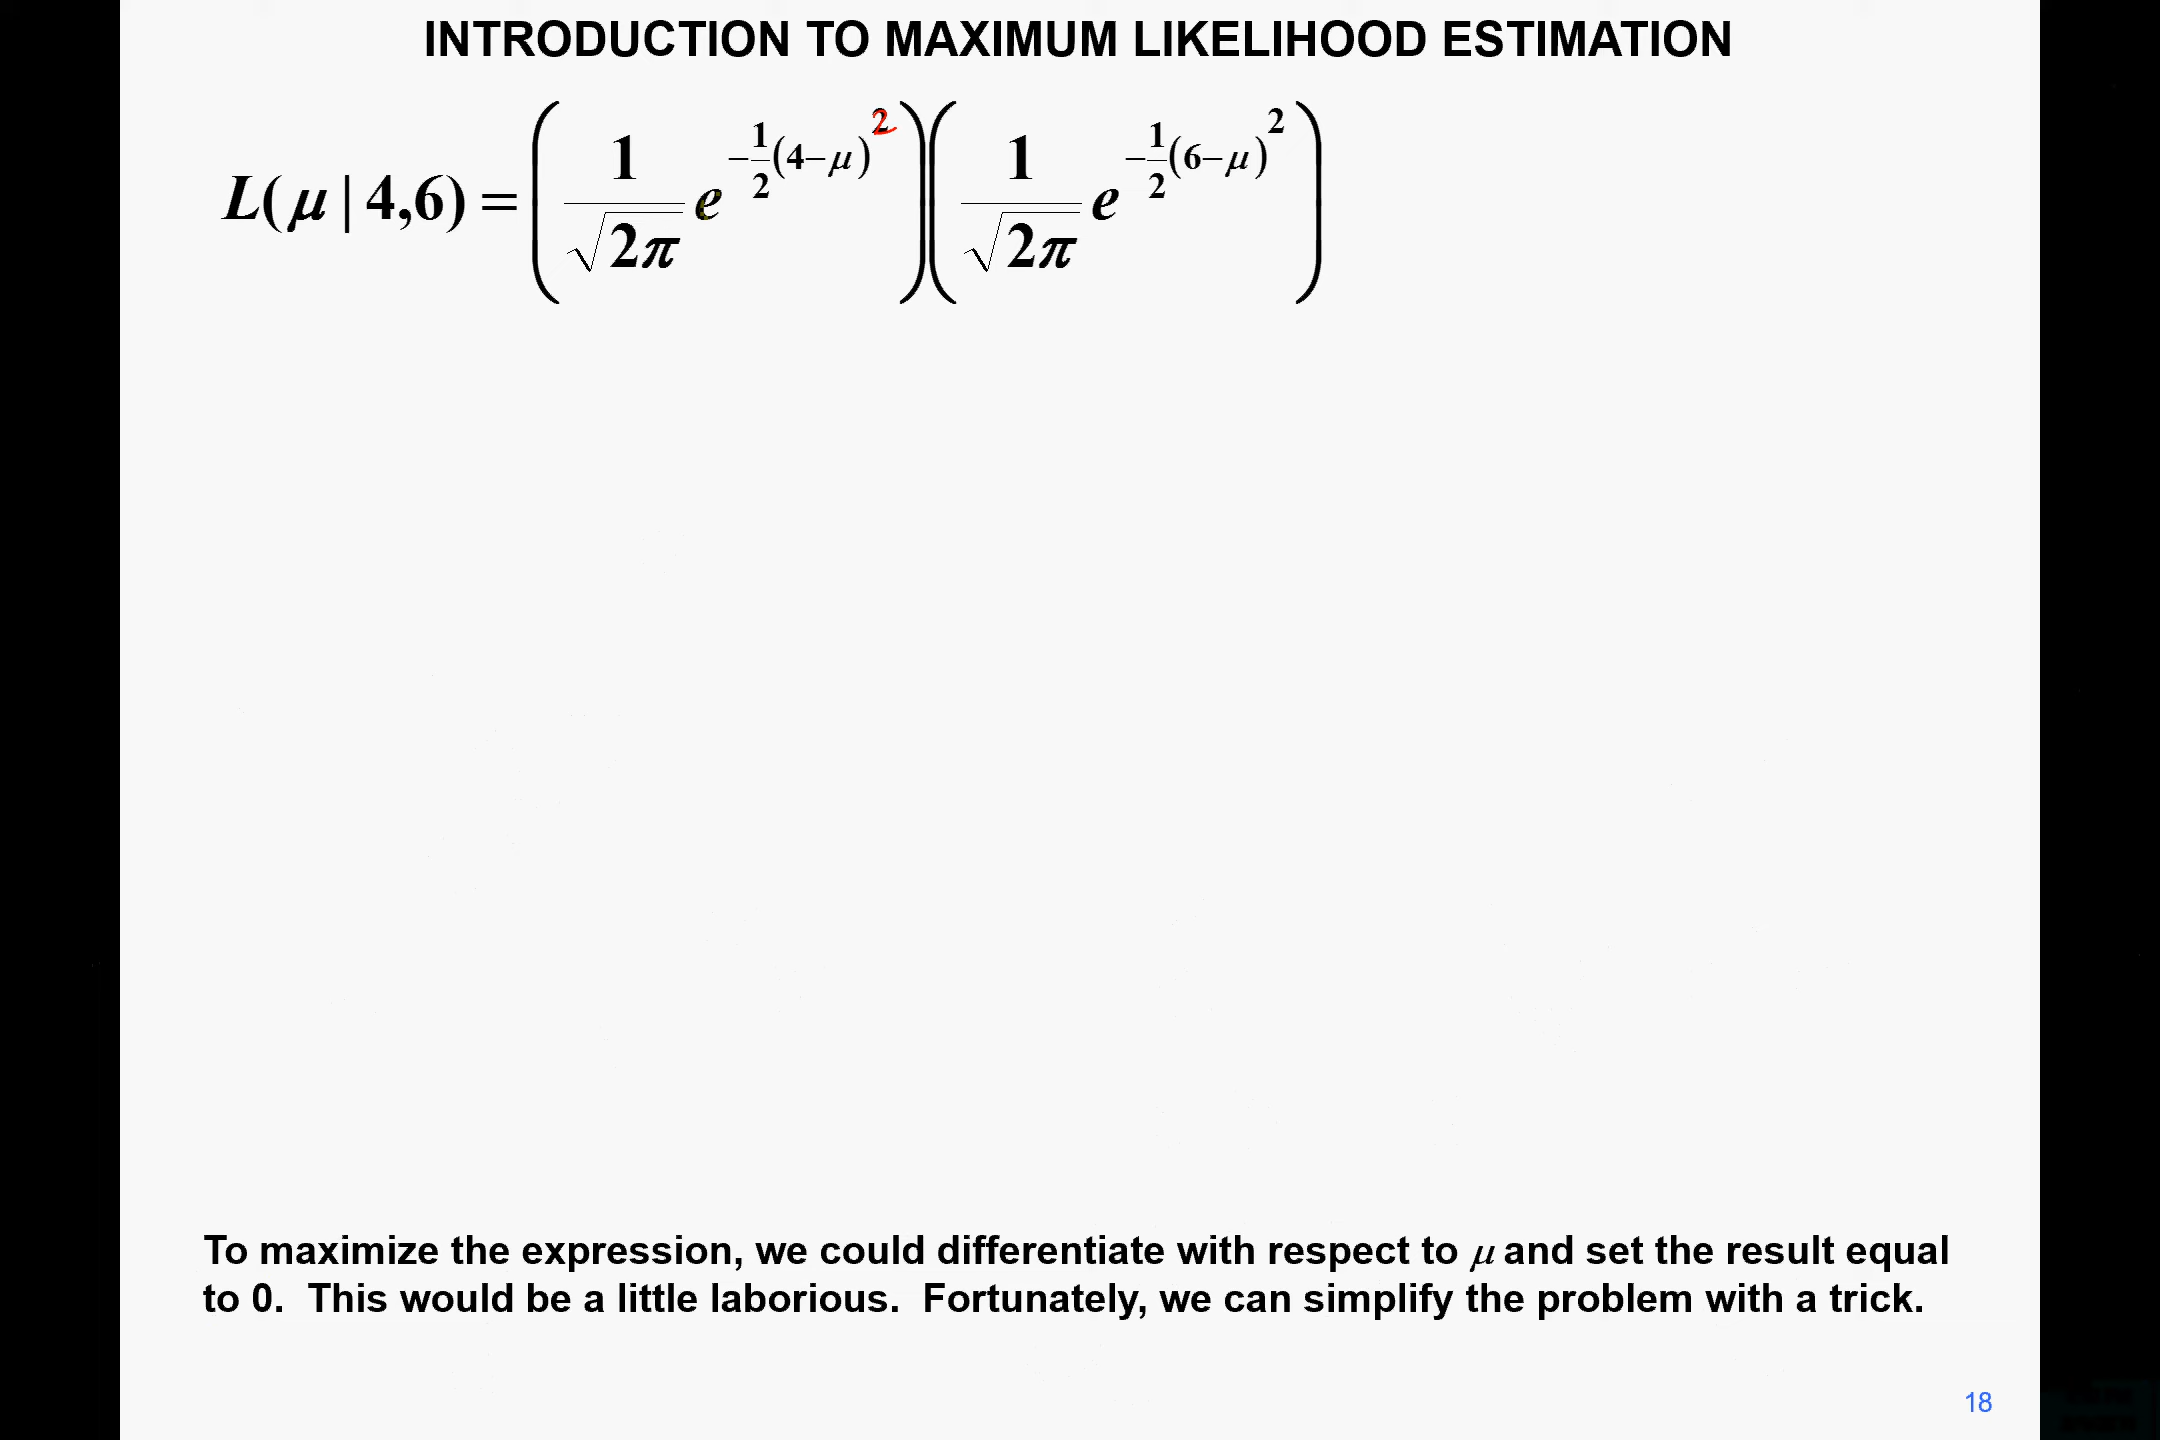 INTRODUCTION TO MAXIMUM LIKELIHOOD ESTIMATION
L(μ | 4,6) = (1/√2π e^(-1/2(4-μ)^2)) (1/√2π e^(-1/2(6-μ)^2))
To maximize the expression, we could differentiate with respect to μ and set the result equal
to 0. This would be a little laborious. Fortunately, we can simplify the problem with a trick.
18